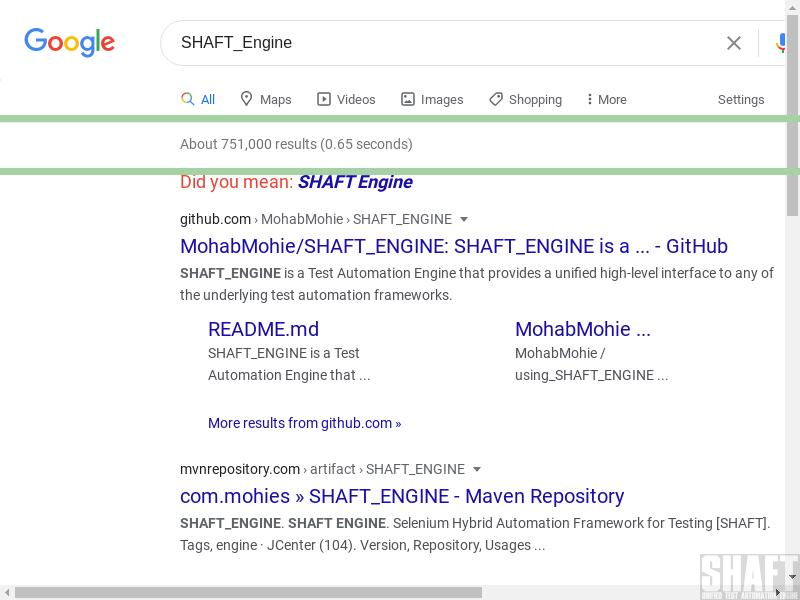 Google
SHAFT_Engine
All Maps Videos Images Shopping More Settings
About 751,000 results (0.65 seconds)
Did you mean: SHAFT Engine
github.com › MohabMohie › SHAFT_ENGINE
MohabMohie/SHAFT_ENGINE: SHAFT_ENGINE is a ... - GitHub
SHAFT_ENGINE is a Test Automation Engine that provides a unified high-level interface to any of
the underlying test automation frameworks.
README.md MohabMohie ...
SHAFT_ENGINE is a Test MohabMohie /
Automation Engine that ... using_SHAFT_ENGINE ...
More results from github.com »
mvnrepository.com › artifact › SHAFT_ENGINE
com.mohies » SHAFT_ENGINE - Maven Repository
SHAFT_ENGINE. SHAFT ENGINE. Selenium Hybrid Automation Framework for Testing [SHAFT].
Tags, engine · JCenter (104). Version, Repository, Usages ...
SHAFT